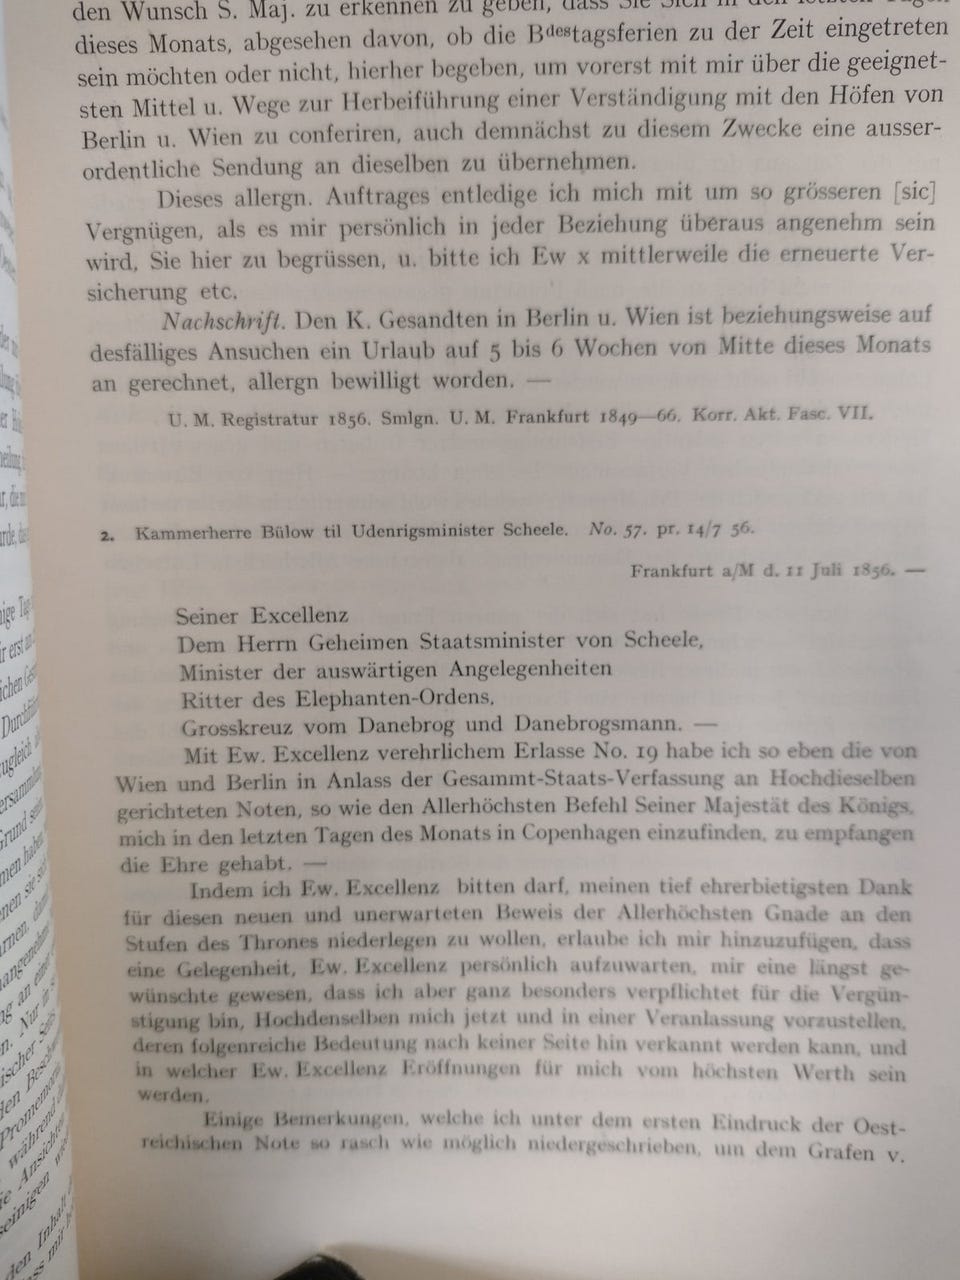 den Wunsch S. Maj. zu erkennen zu geben, dass Sie Sich in den letzten Tagen
dieses Monats, abgesehen davon, ob die Bdestagsferien zu der Zeit eingetreten
sein möchten oder nicht, hierher begeben, um vorerst mit mir über die geeignet-
sten Mittel u. Wege zur Herbeiführung einer Verständigung mit den Höfen von
Berlin u. Wien zu conferiren, auch demnächst zu diesem Zwecke eine ausser-
ordentliche Sendung an dieselben zu übernehmen.
Dieses allergn. Auftrages entledige ich mich mit um so grösseren [sic]
Vergnügen, als es mir persönlich in jeder Beziehung überaus angenehm sein
wird, Sie hier zu begrüssen, u. bitte ich Ew x mittlerweile die erneuerte Ver-
sicherung etc.
Nachschrift. Den K. Gesandten in Berlin u. Wien ist beziehungsweise auf
desfälliges Ansuchen ein Urlaub auf 5 bis 6 Wochen von Mitte dieses Monats
an gerechnet, allergn bewilligt worden. —
U. M. Registratur 1856. Smlgn. U. M. Frankfurt 1849—66. Korr. Akt. Fasc. VII.
2. Kammerherre Bülow til Udenrigsminister Scheele. No. 57. pr. 14/7 56.
Frankfurt a/M d. 11 Juli 1856. —
Seiner Excellenz
Dem Herrn Geheimen Staatsminister von Scheele,
Minister der auswärtigen Angelegenheiten
Ritter des Elephanten-Ordens,
Grosskreuz vom Danebrog und Danebrogsmann. —
Mit Ew. Excellenz verehrlichem Erlasse No. 19 habe ich so eben die von
Wien und Berlin in Anlass der Gesammt-Staats-Verfassung an Hochdieselben
gerichteten Noten, so wie den Allerhöchsten Befehl Seiner Majestät des Königs,
mich in den letzten Tagen des Monats in Copenhagen einzufinden, zu empfangen
die Ehre gehabt. —
Indem ich Ew. Excellenz bitten darf, meinen tief ehrerbietigsten Dank
für diesen neuen und unerwarteten Beweis der Allerhöchsten Gnade an den
Stufen des Thrones niederlegen zu wollen, erlaube ich mir hinzuzufügen, dass
eine Gelegenheit, Ew. Excellenz persönlich aufzuwarten, mir eine längst ge-
wünschte gewesen, dass ich aber ganz besonders verpflichtet für die Vergün-
stigung bin, Hochdenselben mich jetzt und in einer Veranlassung vorzustellen,
deren folgenreiche Bedeutung nach keiner Seite hin verkannt werden kann, und
in welcher Ew. Excellenz Eröffnungen für mich vom höchsten Werth sein
werden.
Einige Bemerkungen, welche ich unter dem ersten Eindruck der Oest-
reichischen Note so rasch wie möglich niedergeschrieben, um dem Grafen v.